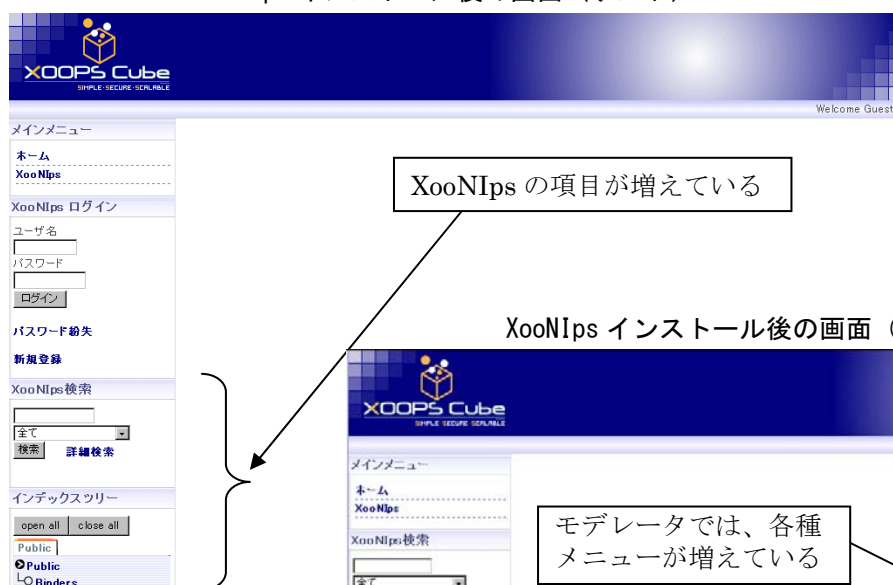 XOOPS Cube
SIMPLE·SECURE·SCALABLE
Welcome Guest
メインメニュー
ホーム
XooNIps
XooNIps の項目が増えている
XooNIps ログイン
ユーザ名
パスワード
ログイン
パスワード紛失
新規登録
XooNIps検索
全て
検索 詳細検索
インデックスツリー
open all close all
Public
Public
Binders
XooNIps インストール後の画面（
XOOPS Cube
SIMPLE SECURE SCALABLE
メインメニュー
ホーム
XooNIps
XooNIps検索
全て
モデレータでは、各種
メニューが増えている